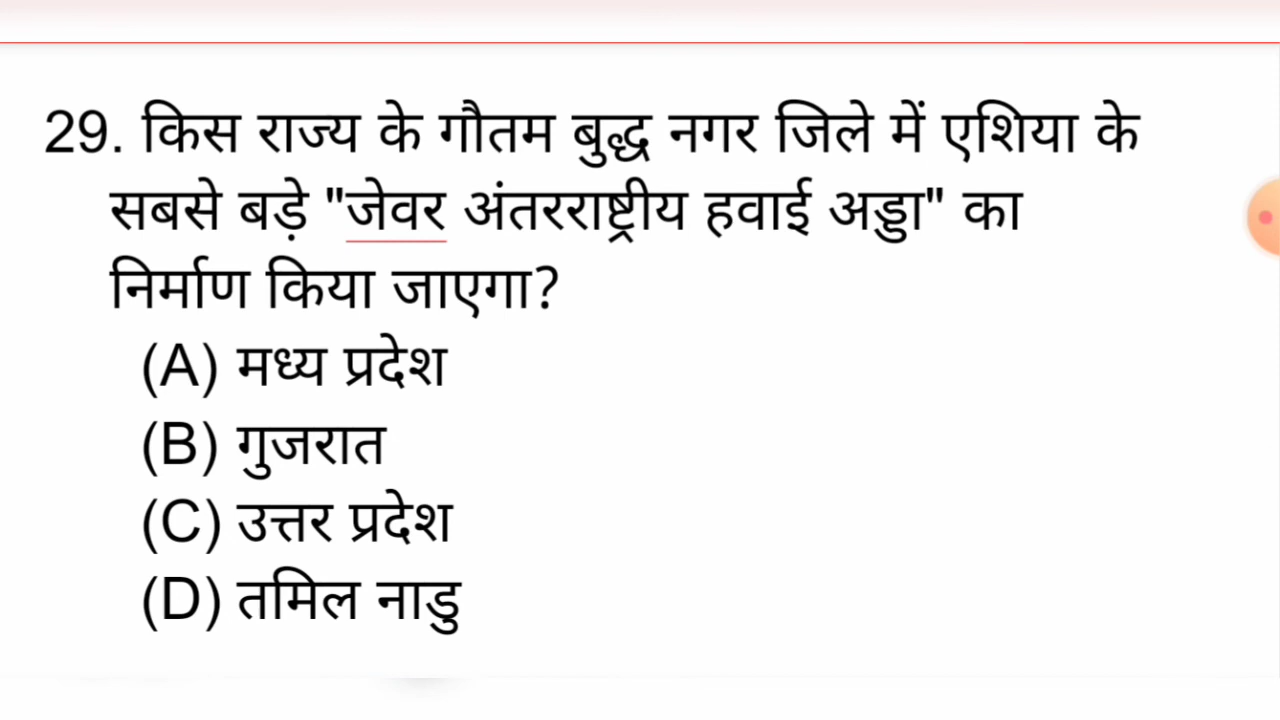 29. किस राज्य के गौतम बुद्ध नगर जिले में एशिया के
सबसे बड़े "जेवर अंतरराष्ट्रीय हवाई अड्डा" का
निर्माण किया जाएगा?
(A) मध्य प्रदेश
(B) गुजरात
(C) उत्तर प्रदेश
(D) तमिल नाडु